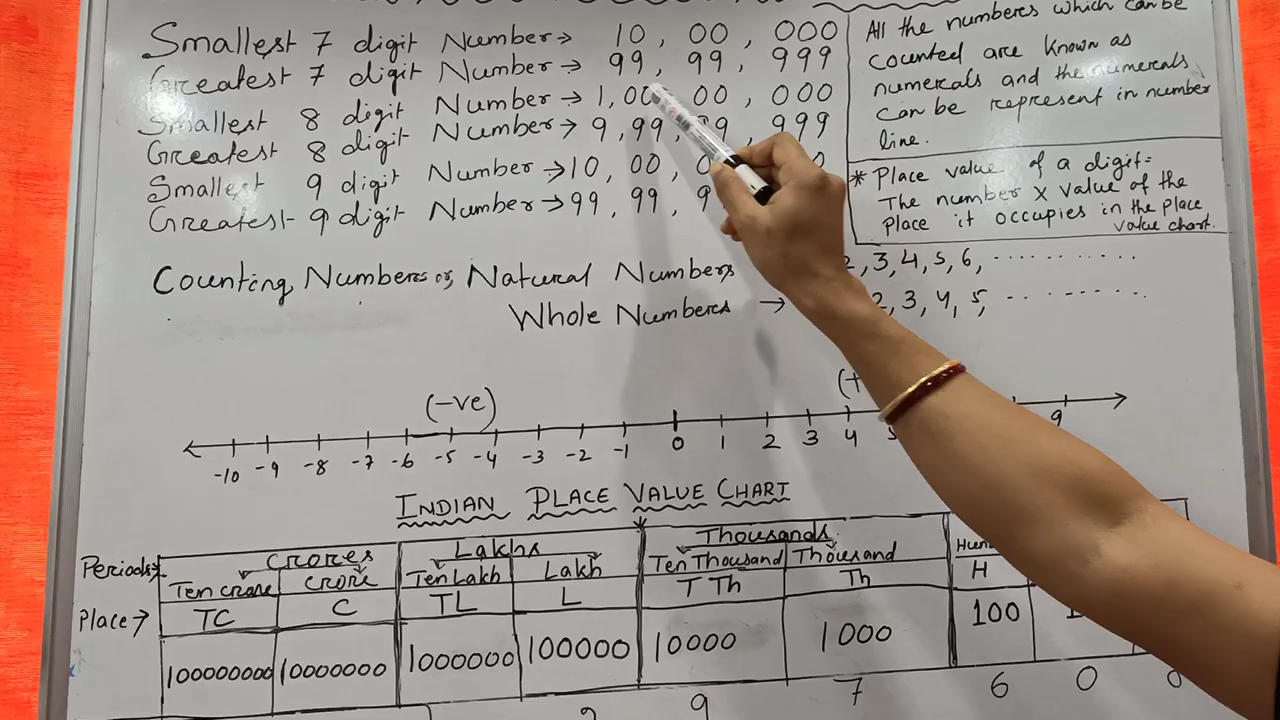 Smallest 7 digit Number → 10, 00, 000
Greatest 7 digit Number → 99, 99, 999
Smallest 8 digit Number → 1,00, 00, 000
Greatest 8 digit Number → 9,99, 99, 999
Smallest 9 digit Number → 10, 00, 0
Greatest 9 digit Number → 99, 99, 9
All the numberes which can be
counted are known as
numerals and the numerals
can be represent in number
line.
* Place value of a digit=
The number X value of the
place it occupies in the place
value chart.
Counting Numbers or Natural Numbers 2, 3, 4, 5, 6, ..........
Whole Numbers → 2, 3, 4, 5, ..........
(-ve) (+
-10 -9 -8 -7 -6 -5 -4 -3 -2 -1 0 1 2 3 4 5 9
INDIAN PLACE VALUE CHART
Periods → Crores Lakhs Thousands
Ten crore crore Ten Lakh Lakh Ten Thousand Thousand
Place → TC C TL L T Th Th H
100000000 10000000 1000000 100000 10000 1000 100 1
9 7 6 0